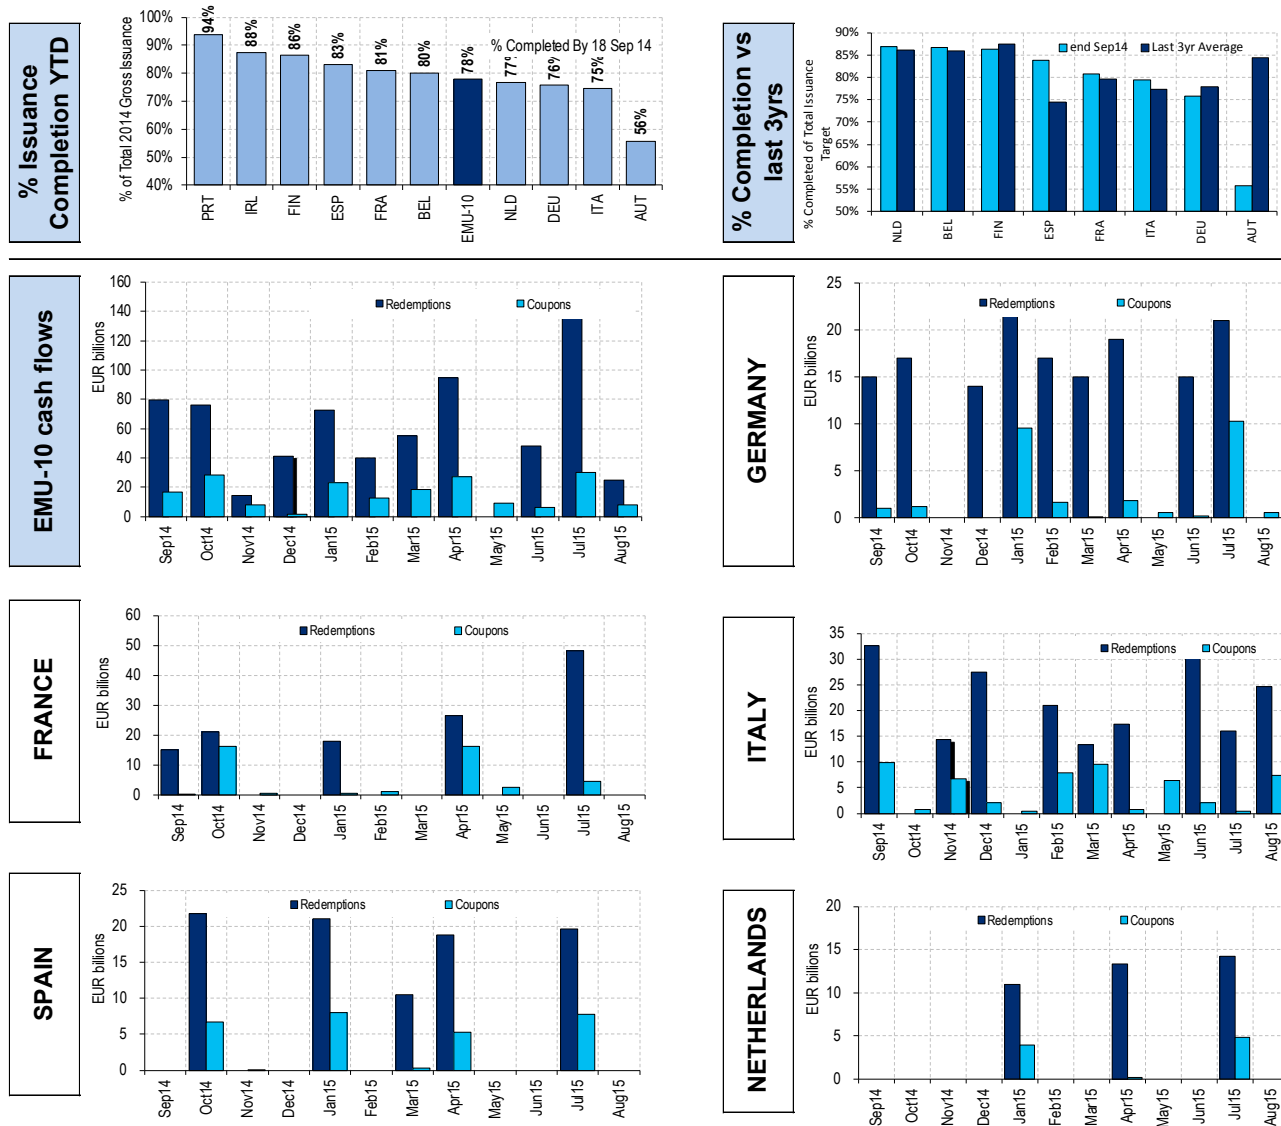 % Issuance
Completion YTD
% of Total 2014 Gross Issuance
100%
90%
80%
70%
60%
50%
40%
94%
88%
86%
83%
81%
80%
78%
77%
76%
75%
56%
% Completed By 18 Sep 14
PRT
IRL
FIN
ESP
FRA
BEL
EMU-10
NLD
DEU
ITA
AUT
% Completion vs
last 3yrs
% Completed of Total Issuance
Target
90%
85%
80%
75%
70%
65%
60%
55%
50%
end Sep14
Last 3yr Average
NLD
BEL
FIN
ESP
FRA
ITA
DEU
AUT
EMU-10 cash flows
EUR billions
160
140
120
100
80
60
40
20
0
Redemptions
Coupons
Sep14
Oct14
Nov14
Dec14
Jan15
Feb15
Mar15
Apr15
May15
Jun15
Jul15
Aug15
GERMANY
EUR billions
25
20
15
10
5
0
Redemptions
Coupons
Sep14
Oct14
Nov14
Dec14
Jan15
Feb15
Mar15
Apr15
May15
Jun15
Jul15
Aug15
FRANCE
EUR billions
60
50
40
30
20
10
0
Redemptions
Coupons
Sep14
Oct14
Nov14
Dec14
Jan15
Feb15
Mar15
Apr15
May15
Jun15
Jul15
Aug15
ITALY
EUR billions
35
30
25
20
15
10
5
0
Redemptions
Coupons
Sep14
Oct14
Nov14
Dec14
Jan15
Feb15
Mar15
Apr15
May15
Jun15
Jul15
Aug15
SPAIN
EUR billions
25
20
15
10
5
0
Redemptions
Coupons
Sep14
Oct14
Nov14
Dec14
Jan15
Feb15
Mar15
Apr15
May15
Jun15
Jul15
Aug15
NETHERLANDS
EUR billions
20
15
10
5
0
Redemptions
Coupons
Sep14
Oct14
Nov14
Dec14
Jan15
Feb15
Mar15
Apr15
May15
Jun15
Jul15
Aug15